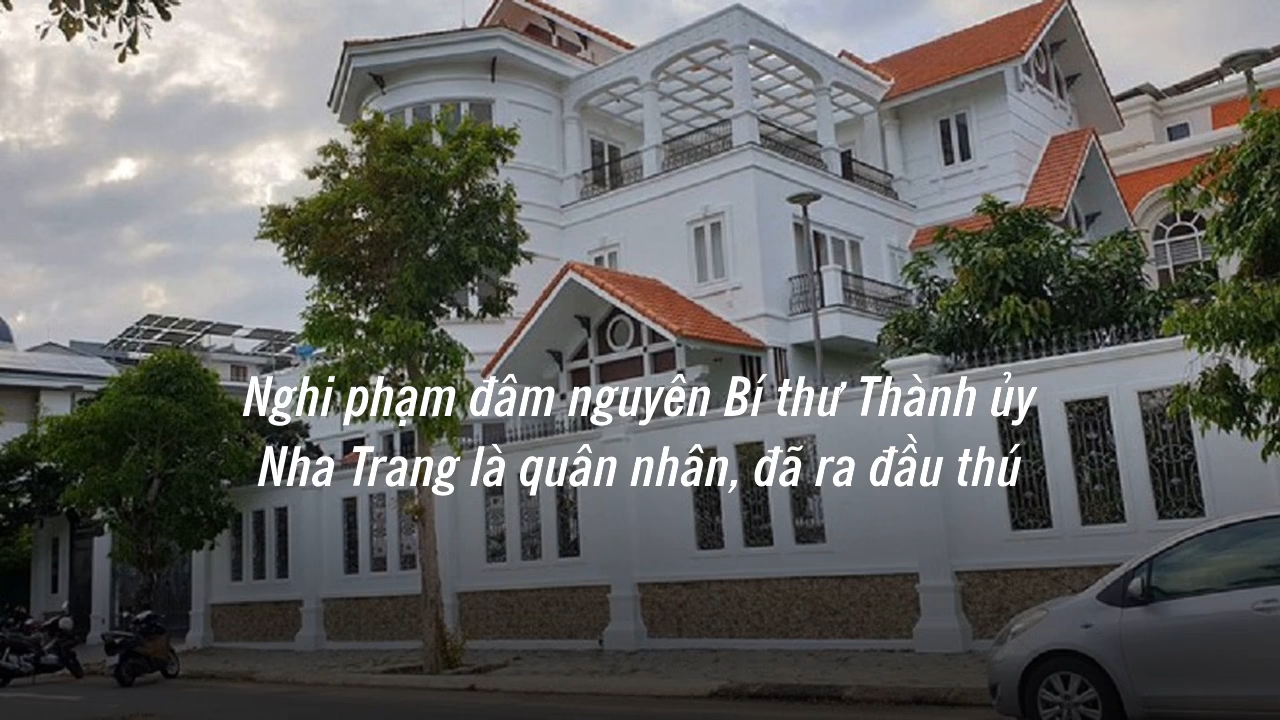 Nghi phạm đâm nguyên Bí thư Thành ủy
Nha Trang là quân nhân, đã ra đầu thú